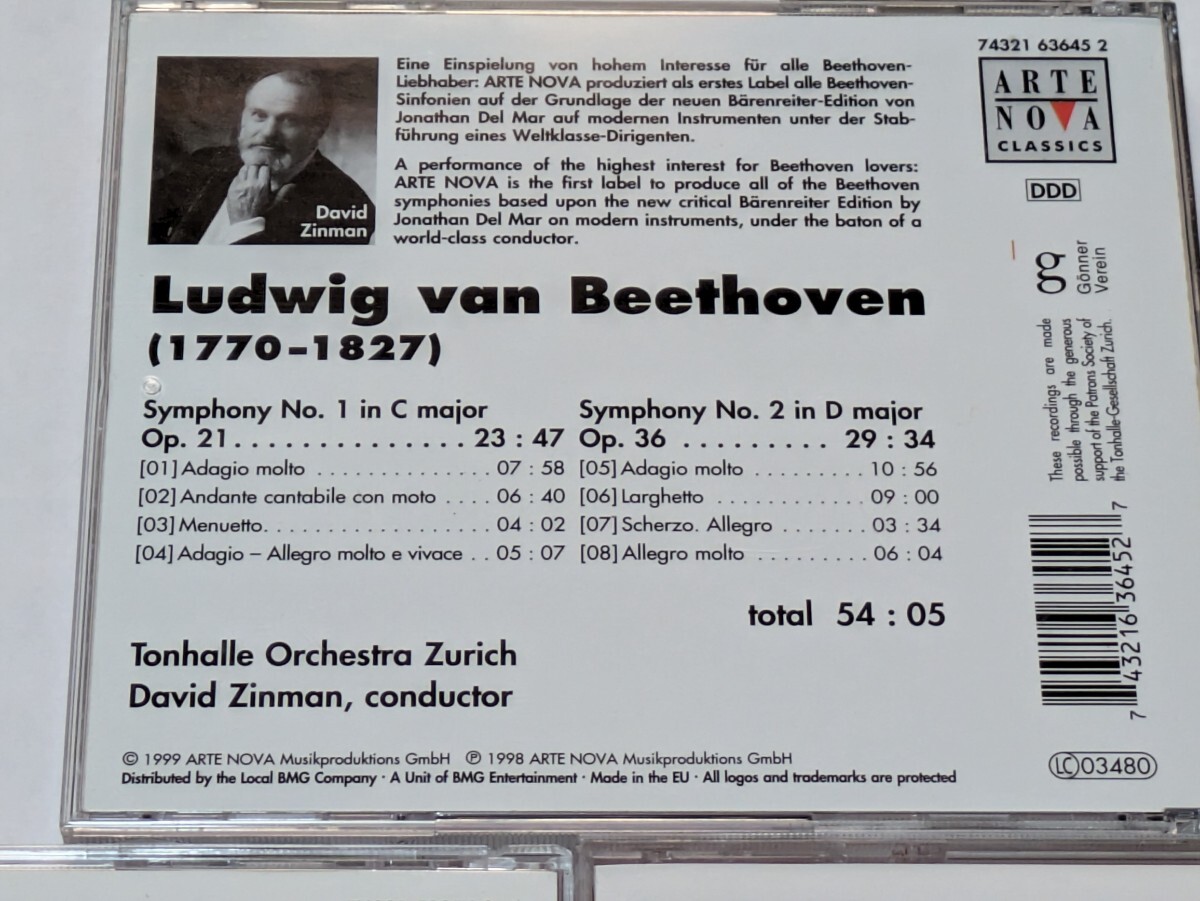 74321 63645 2
ARTE
NOVA
CLASSICS
DDD
Eine Einspielung von hohem Interesse für alle Beethoven-
Liebhaber: ARTE NOVA produziert als erstes Label alle Beethoven-
Sinfonien auf der Grundlage der neuen Bärenreiter-Edition von
Jonathan Del Mar auf modernen Instrumenten unter der Stab-
führung eines Weltklasse-Dirigenten.
A performance of the highest interest for Beethoven lovers:
ARTE NOVA is the first label to produce all of the Beethoven
symphonies based upon the new critical Bärenreiter Edition by
Jonathan Del Mar on modern instruments, under the baton of a
world-class conductor.
David
Zinman
Gönner
Verein
These recordings are made
possible through the generous
support of the Patrons Society of
the Tonhalle-Gesellschaft Zurich.
Ludwig van Beethoven
(1770–1827)
Symphony No. 1 in C major
Op. 21 . . . . . . . . . . . . . . 23 : 47
[01] Adagio molto . . . . . . . . . . . . . 07 : 58
[02] Andante cantabile con moto . . . . 06 : 40
[03] Menuetto. . . . . . . . . . . . . . . . . 04 : 02
[04] Adagio – Allegro molto e vivace . . 05 : 07
Symphony No. 2 in D major
Op. 36 . . . . . . . . . 29 : 34
[05] Adagio molto . . . . . . . . 10 : 56
[06] Larghetto . . . . . . . . . . . . 09 : 00
[07] Scherzo. Allegro . . . . . . . 03 : 34
[08] Allegro molto . . . . . . . . . 06 : 04
total 54 : 05
Tonhalle Orchestra Zurich
David Zinman, conductor
7 43216 36452 7
© 1999 ARTE NOVA Musikproduktions GmbH ℗ 1998 ARTE NOVA Musikproduktions GmbH
Distributed by the Local BMG Company · A Unit of BMG Entertainment · Made in the EU · All logos and trademarks are protected
LC 03480